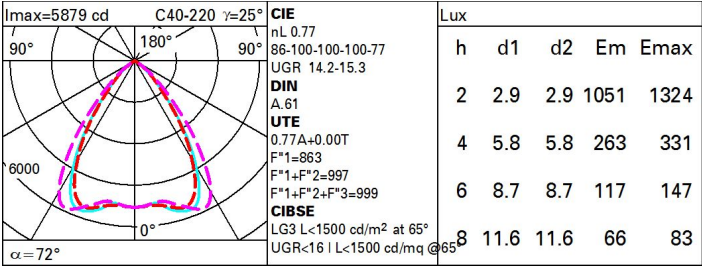 Imax=5879 cd C40-220 γ=25°
90° 180° 90°
6000
0°
α=72°
CIE
nL 0.77
86-100-100-100-77
UGR 14.2-15.3
DIN
A.61
UTE
0.77A+0.00T
F"1=863
F"1+F"2=997
F"1+F"2+F"3=999
CIBSE
LG3 L<1500 cd/m² at 65°
UGR<16 | L<1500 cd/mq @65°
Lux
h d1 d2 Em Emax
2 2.9 2.9 1051 1324
4 5.8 5.8 263 331
6 8.7 8.7 117 147
8 11.6 11.6 66 83